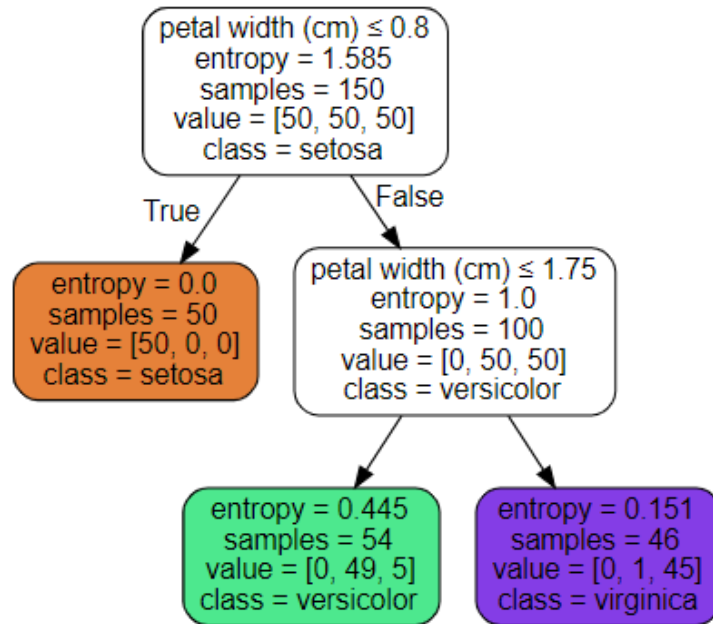 petal width (cm) ≤ 0.8
entropy = 1.585
samples = 150
value = [50, 50, 50]
class = setosa
True
False
entropy = 0.0
samples = 50
value = [50, 0, 0]
class = setosa
petal width (cm) ≤ 1.75
entropy = 1.0
samples = 100
value = [0, 50, 50]
class = versicolor
entropy = 0.445
samples = 54
value = [0, 49, 5]
class = versicolor
entropy = 0.151
samples = 46
value = [0, 1, 45]
class = virginica